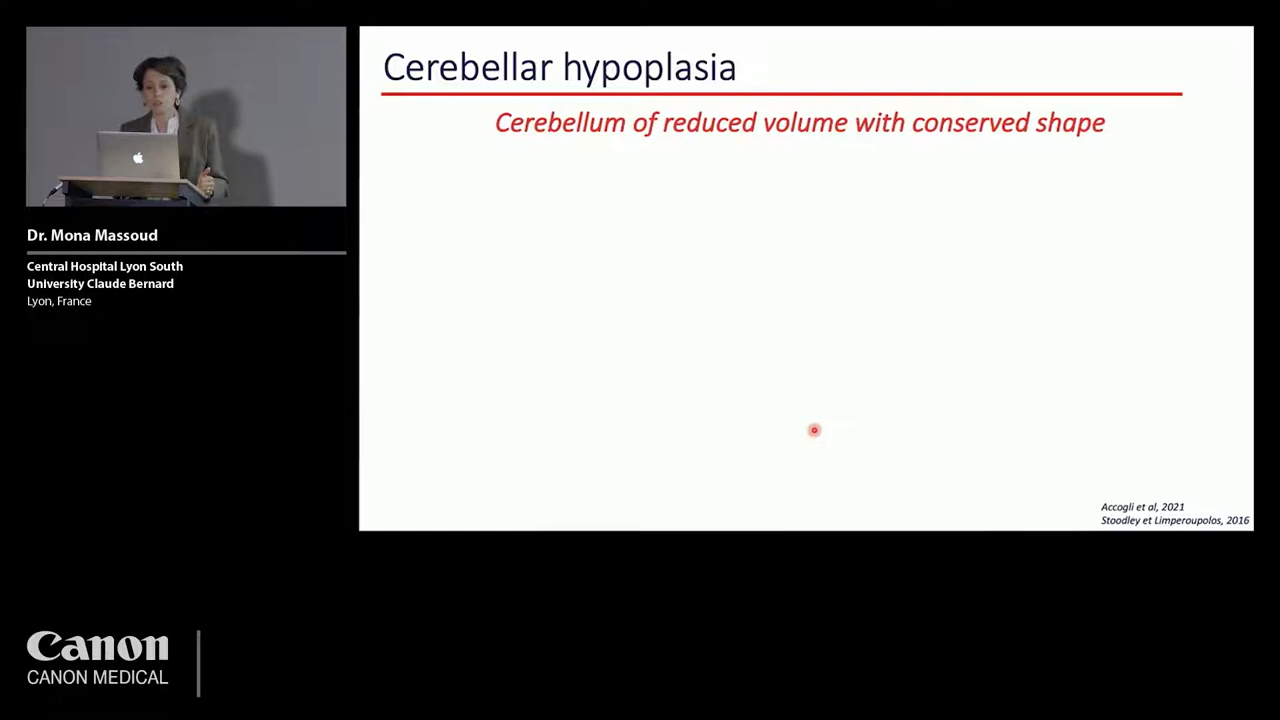 Cerebellar hypoplasia
Cerebellum of reduced volume with conserved shape
Dr. Mona Massoud
Central Hospital Lyon South
University Claude Bernard
Lyon, France
Accogli et al, 2021
Stoodley et Limperoupolos, 2016
Canon
CANON MEDICAL